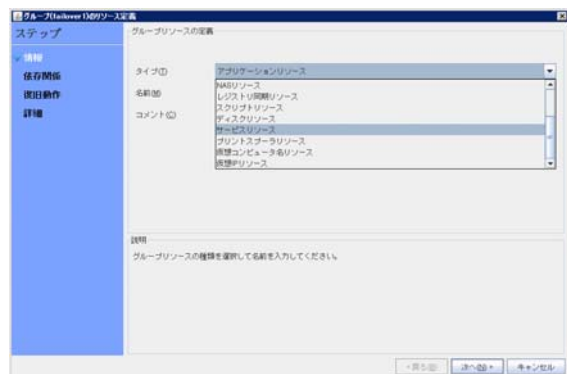 グループ(failover1)のリソース定義
ステップ
情報
依存関係
復旧動作
詳細
グループリソースの定義
タイプ(T) アプリケーションリソース
名前(M)
コメント(C)
NASリソース
レジストリ同期リソース
スクリプトリソース
ディスクリソース
サービスリソース
プリントスプーラリソース
仮想コンピュータ名リソース
仮想IPリソース
説明
グループリソースの種類を選択して名前を入力してください。
<戻る(B) 次へ(N)> キャンセル